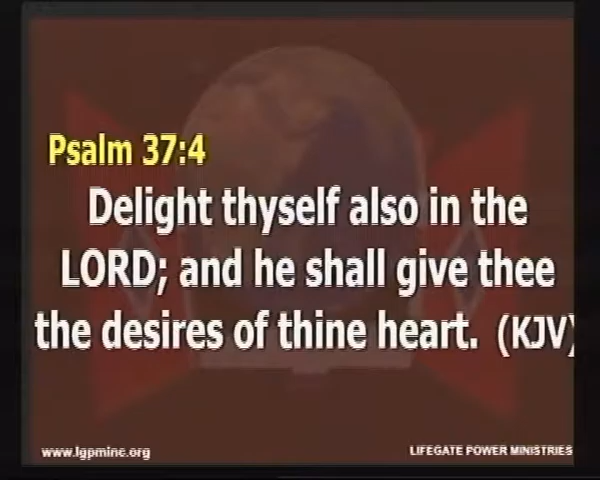 Psalm 37:4
Delight thyself also in the
LORD; and he shall give thee
the desires of thine heart. (KJV)
www.lgpminc.org LIFEGATE POWER MINISTRIES